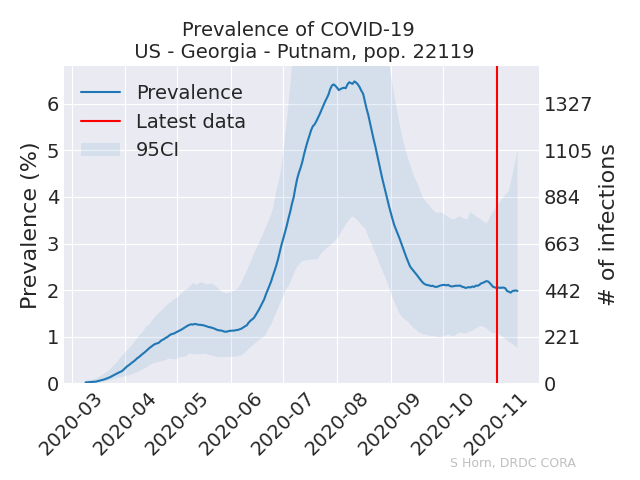 Prevalence of COVID-19
US - Georgia - Putnam, pop. 22119
Prevalence
Latest data
95CI
Prevalence (%)
6
5
4
3
2
1
0
1327
1105
884
663
442
221
0
# of infections
2020-03
2020-04
2020-05
2020-06
2020-07
2020-08
2020-09
2020-10
2020-11
S Horn, DRDC CORA